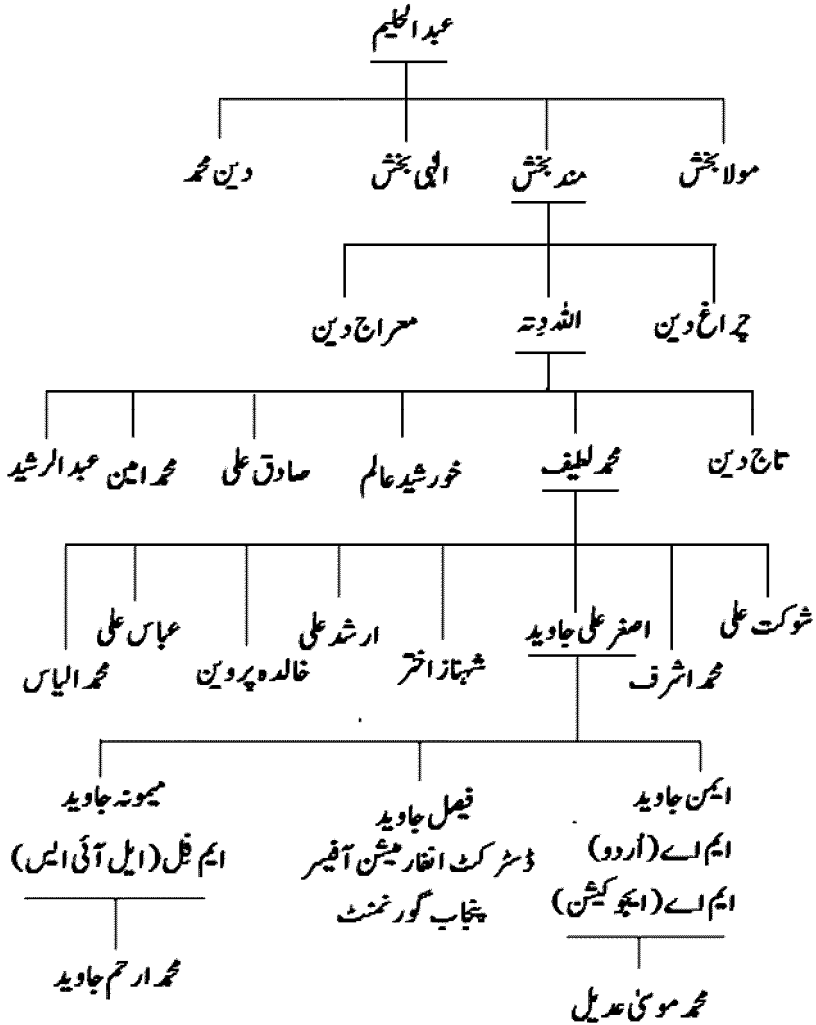 عبدالحلیم
مولا بخش مند بخش الٰہی بخش دین محمد
چراغ دین اللہ دتہ معراج دین
تاج دین محمد لطیف خورشید عالم صادق علی محمد امین عبدالرشید
شوکت علی اصغر علی جاوید ارشد علی عباس علی
محمد اشرف شہناز اختر خالدہ پروین محمد الیاس
ایمن جاوید فیصل جاوید میمونہ جاوید
ایم اے (اُردو) ڈسٹرکٹ انفارمیشن آفیسر ایم فِل (ایل آئی ایس)
ایم اے (ایجوکیشن) پنجاب گورنمنٹ
محمد ارحم جاوید
محمد موسیٰ عدیل